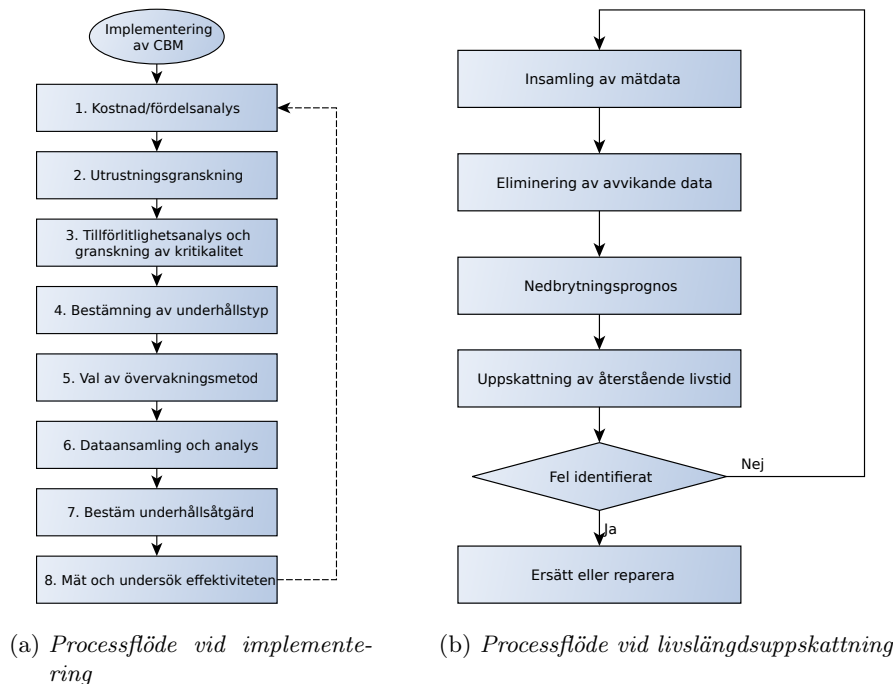 Implementering
av CBM
1. Kostnad/fördelsanalys
2. Utrustningsgranskning
3. Tillförlitlighetsanalys och
granskning av kritikalitet
4. Bestämning av underhållstyp
5. Val av övervakningsmetod
6. Dataansamling och analys
7. Bestäm underhållsåtgärd
8. Mät och undersök effektiviteten
(a) Processflöde vid implemente-
ring
Insamling av mätdata
Eliminering av avvikande data
Nedbrytningsprognos
Uppskattning av återstående livstid
Fel identifierat
Nej
Ja
Ersätt eller reparera
(b) Processflöde vid livslängdsuppskattning